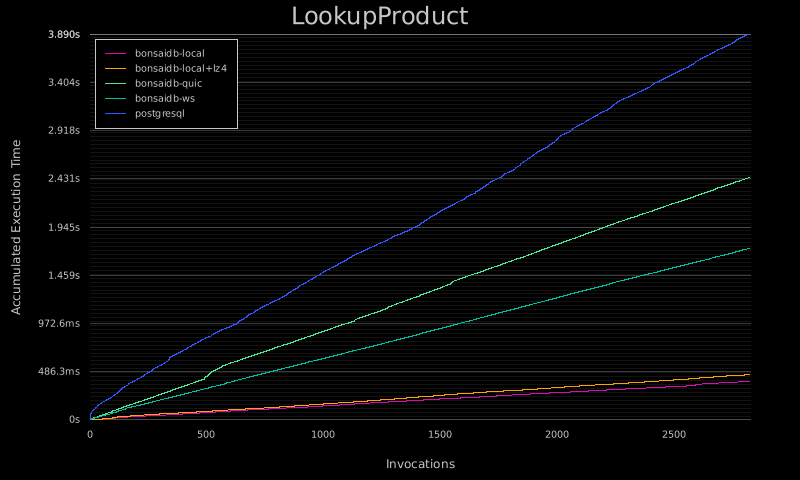 LookupProduct
3.890s
3.404s
2.918s
2.431s
1.945s
1.459s
972.6ms
486.3ms
0s
Accumulated Execution Time
bonsaidb-local
bonsaidb-local+lz4
bonsaidb-quic
bonsaidb-ws
postgresql
0
500
1000
1500
2000
2500
Invocations